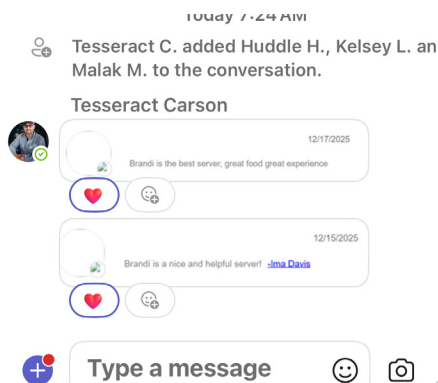 Today 7:24 AM
Tesseract C. added Huddle H., Kelsey L. an
Malak M. to the conversation.
Tesseract Carson
12/17/2025
Brandi is the best server, great food great experience
12/15/2025
Brandi is a nice and helpful server! -Ima Davis
Type a message